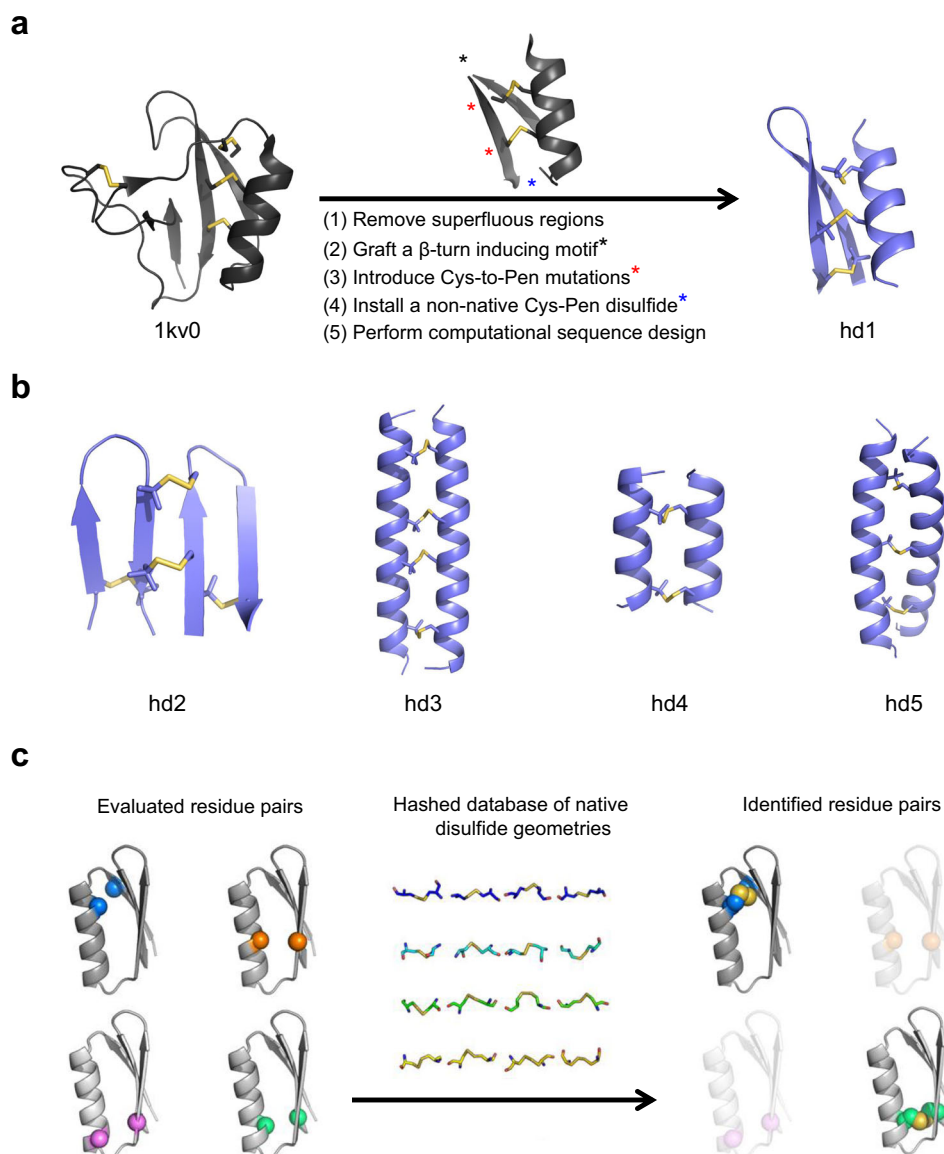 a
*
*
*
*
(1) Remove superfluous regions
(2) Graft a β-turn inducing motif*
(3) Introduce Cys-to-Pen mutations*
(4) Install a non-native Cys-Pen disulfide*
(5) Perform computational sequence design
1kv0
hd1
b
hd2
hd3
hd4
hd5
c
Evaluated residue pairs
Hashed database of native
disulfide geometries
Identified residue pairs